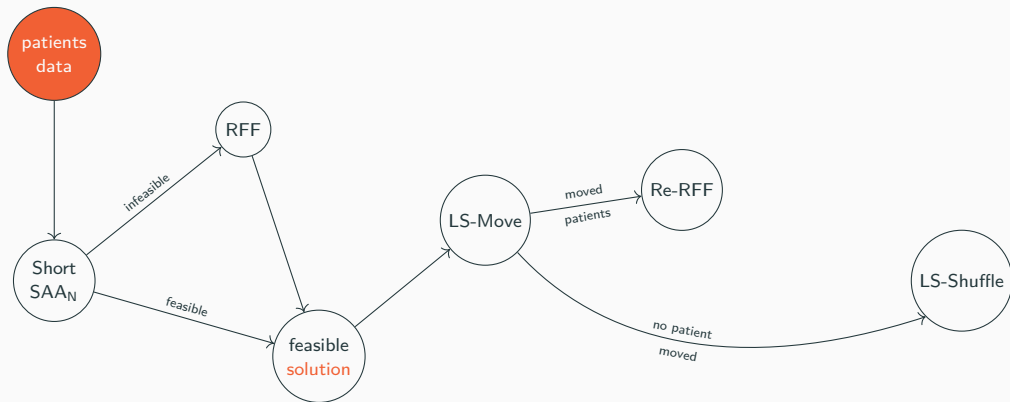 patients
data
RFF
infeasible
Short
SAA_N
feasible
feasible
solution
LS-Move
moved
patients
Re-RFF
no patient
moved
LS-Shuffle